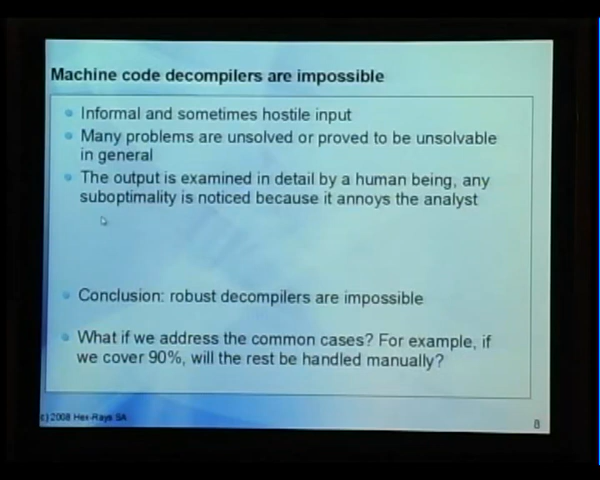 Machine code decompilers are impossible
Informal and sometimes hostile input
Many problems are unsolved or proved to be unsolvable
in general
The output is examined in detail by a human being, any
suboptimality is noticed because it annoys the analyst
Conclusion: robust decompilers are impossible
What if we address the common cases? For example, if
we cover 90%, will the rest be handled manually?
c) 2008 Hex-Rays SA
8